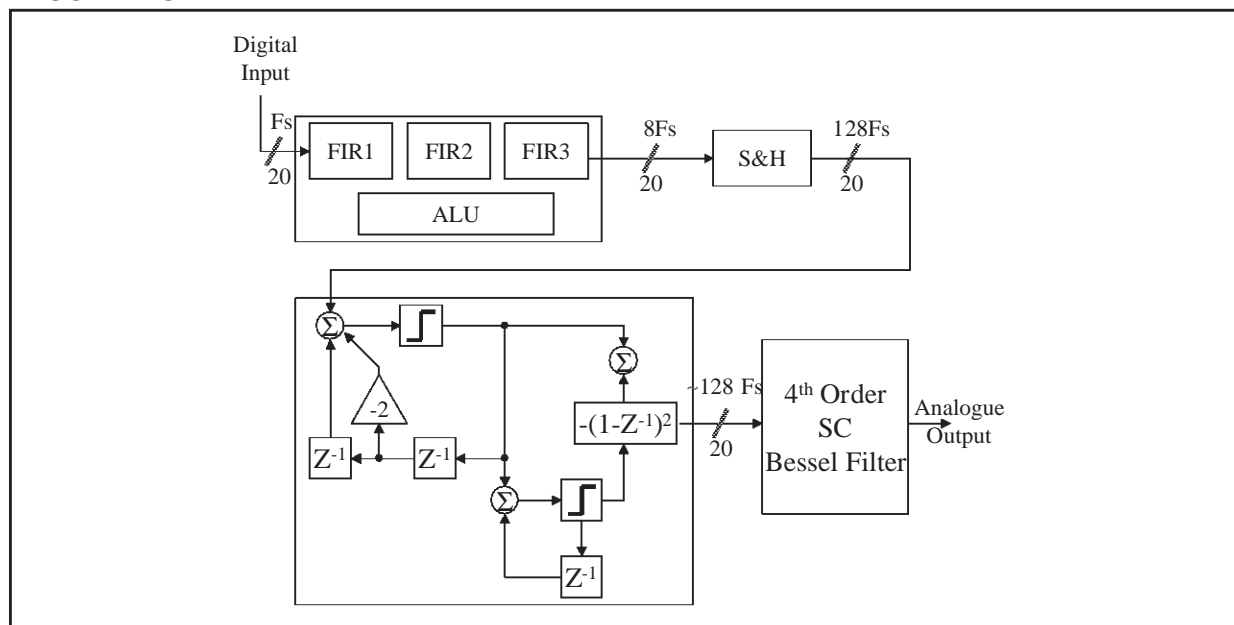 Digital
Input
Fs
20
FIR1
FIR2
FIR3
ALU
8Fs
20
S&H
128Fs
20
Σ
-2
Z-1
Z-1
Σ
Z-1
Σ
-(1-Z-1)2
~128 Fs
20
4th Order
SC
Bessel Filter
Analogue
Output